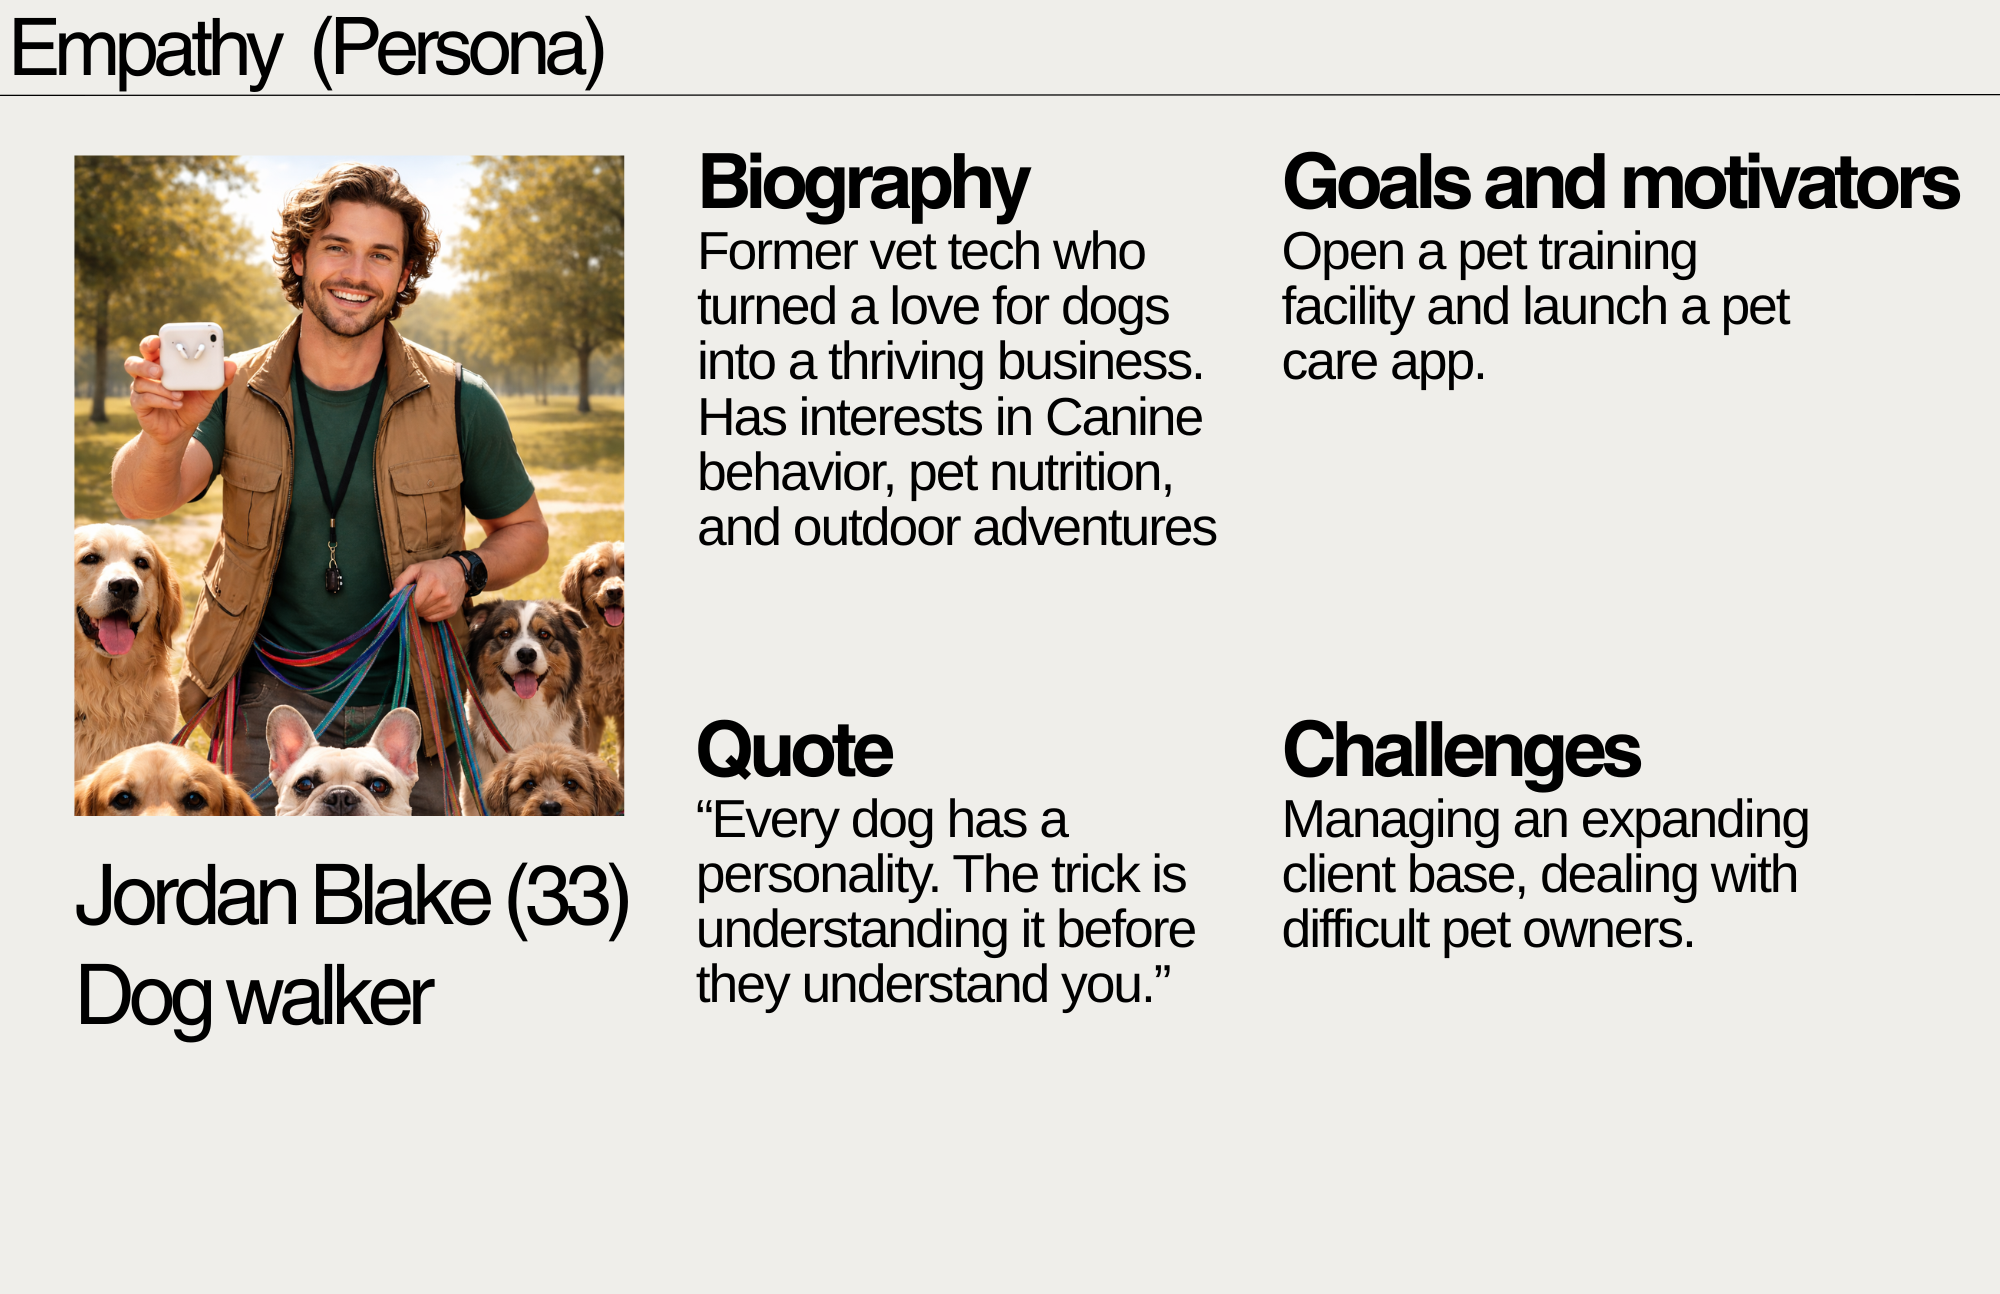 Empathy (Persona)
Biography
Former vet tech who
turned a love for dogs
into a thriving business.
Has interests in Canine
behavior, pet nutrition,
and outdoor adventures
Goals and motivators
Open a pet training
facility and launch a pet
care app.
Quote
“Every dog has a
personality. The trick is
understanding it before
they understand you.”
Challenges
Managing an expanding
client base, dealing with
difficult pet owners.
Jordan Blake (33)
Dog walker